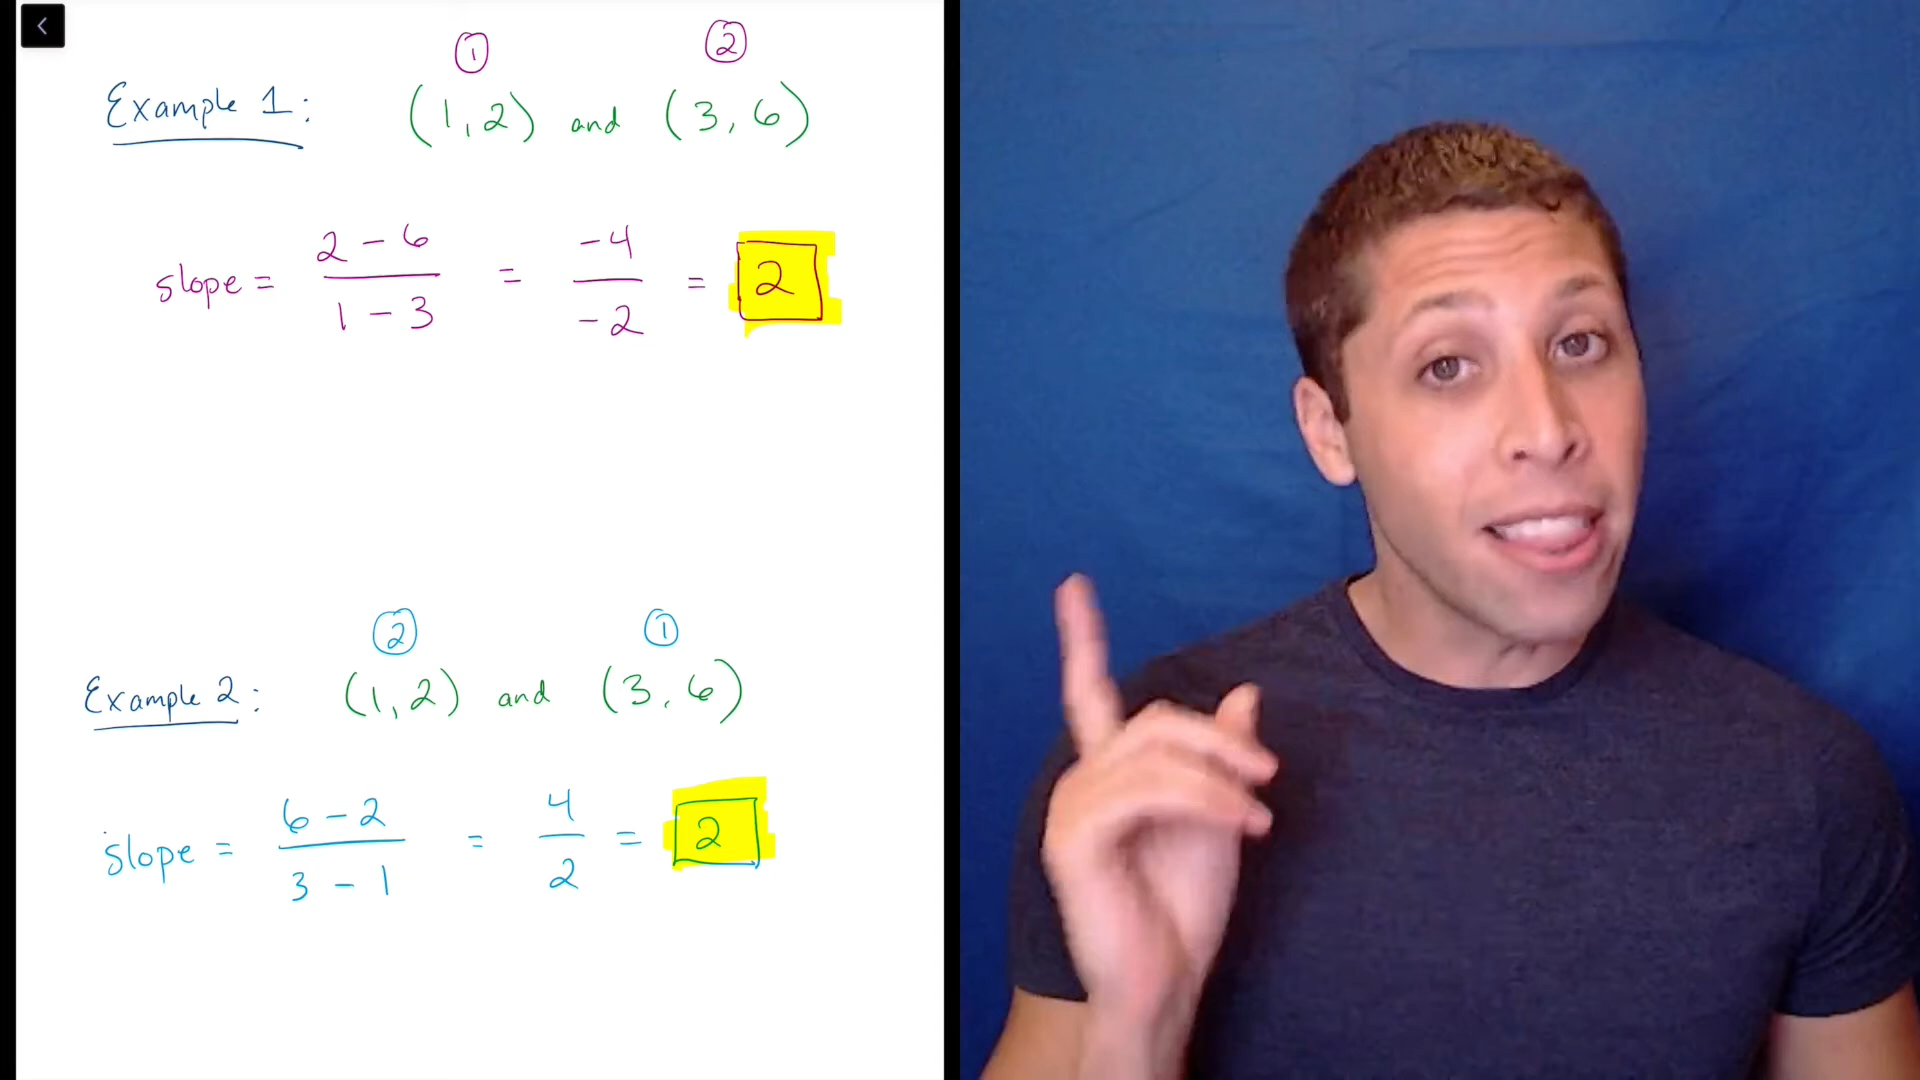 ① ②
Example 1: (1,2) and (3,6)
slope = 2-6 / 1-3 = -4 / -2 = 2
② ①
Example 2: (1,2) and (3,6)
slope = 6-2 / 3-1 = 4 / 2 = 2